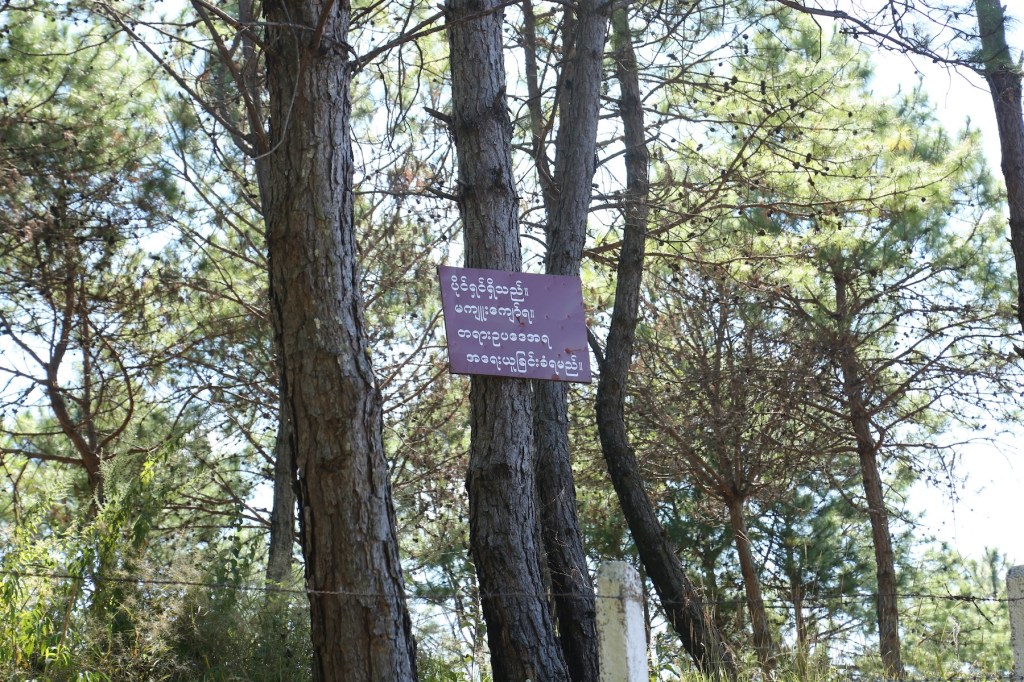 ပိုင်ရှင်ရှိသည်။
မကျူးကျော်ရ။
တရားဥပဒေအရ
အရေးယူခြင်းခံရမည်။